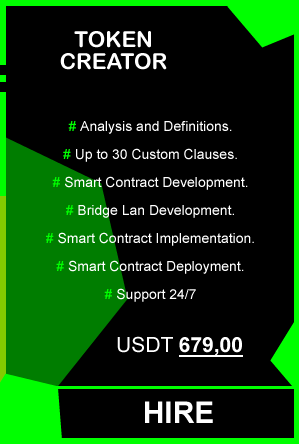 TOKEN
CREATOR
# Analysis and Definitions.
# Up to 30 Custom Clauses.
# Smart Contract Development.
# Bridge Lan Development.
# Smart Contract Implementation.
# Smart Contract Deployment.
# Support 24/7
USDT 679,00
HIRE